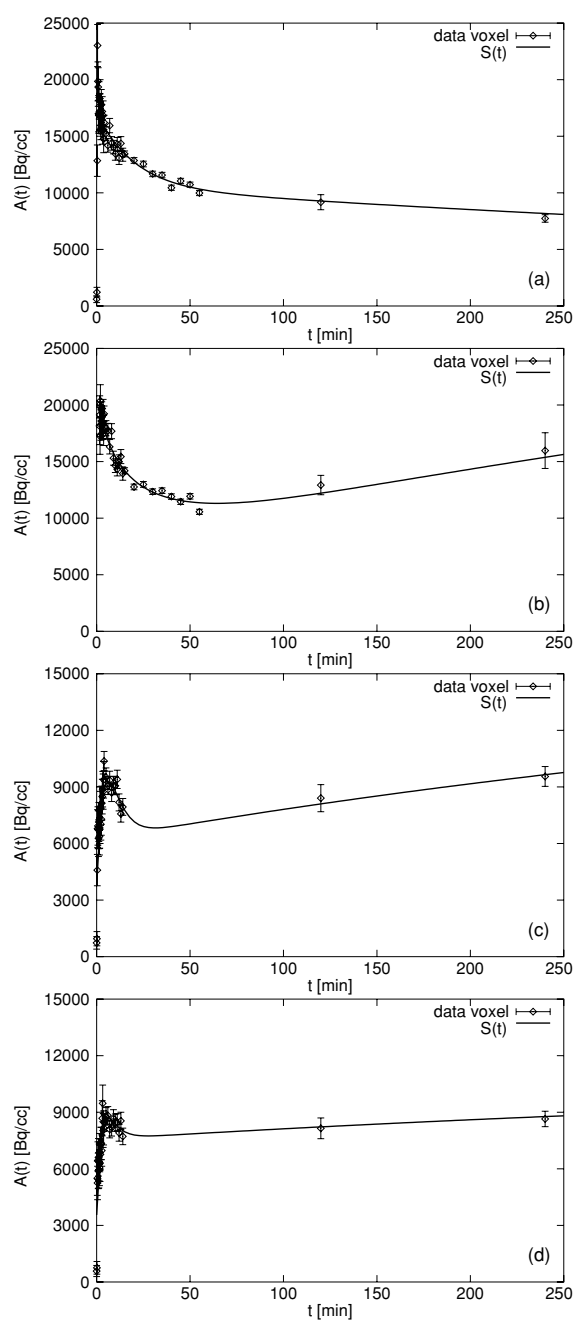 25000
20000
15000
10000
5000
0
A(t) [Bq/cc]
data voxel
S(t)
(a)
0 50 100 150 200 250
t [min]
25000
20000
15000
10000
5000
0
A(t) [Bq/cc]
data voxel
S(t)
(b)
0 50 100 150 200 250
t [min]
15000
12000
9000
6000
3000
0
A(t) [Bq/cc]
data voxel
S(t)
(c)
0 50 100 150 200 250
t [min]
15000
12000
9000
6000
3000
0
A(t) [Bq/cc]
data voxel
S(t)
(d)
0 50 100 150 200 250
t [min]